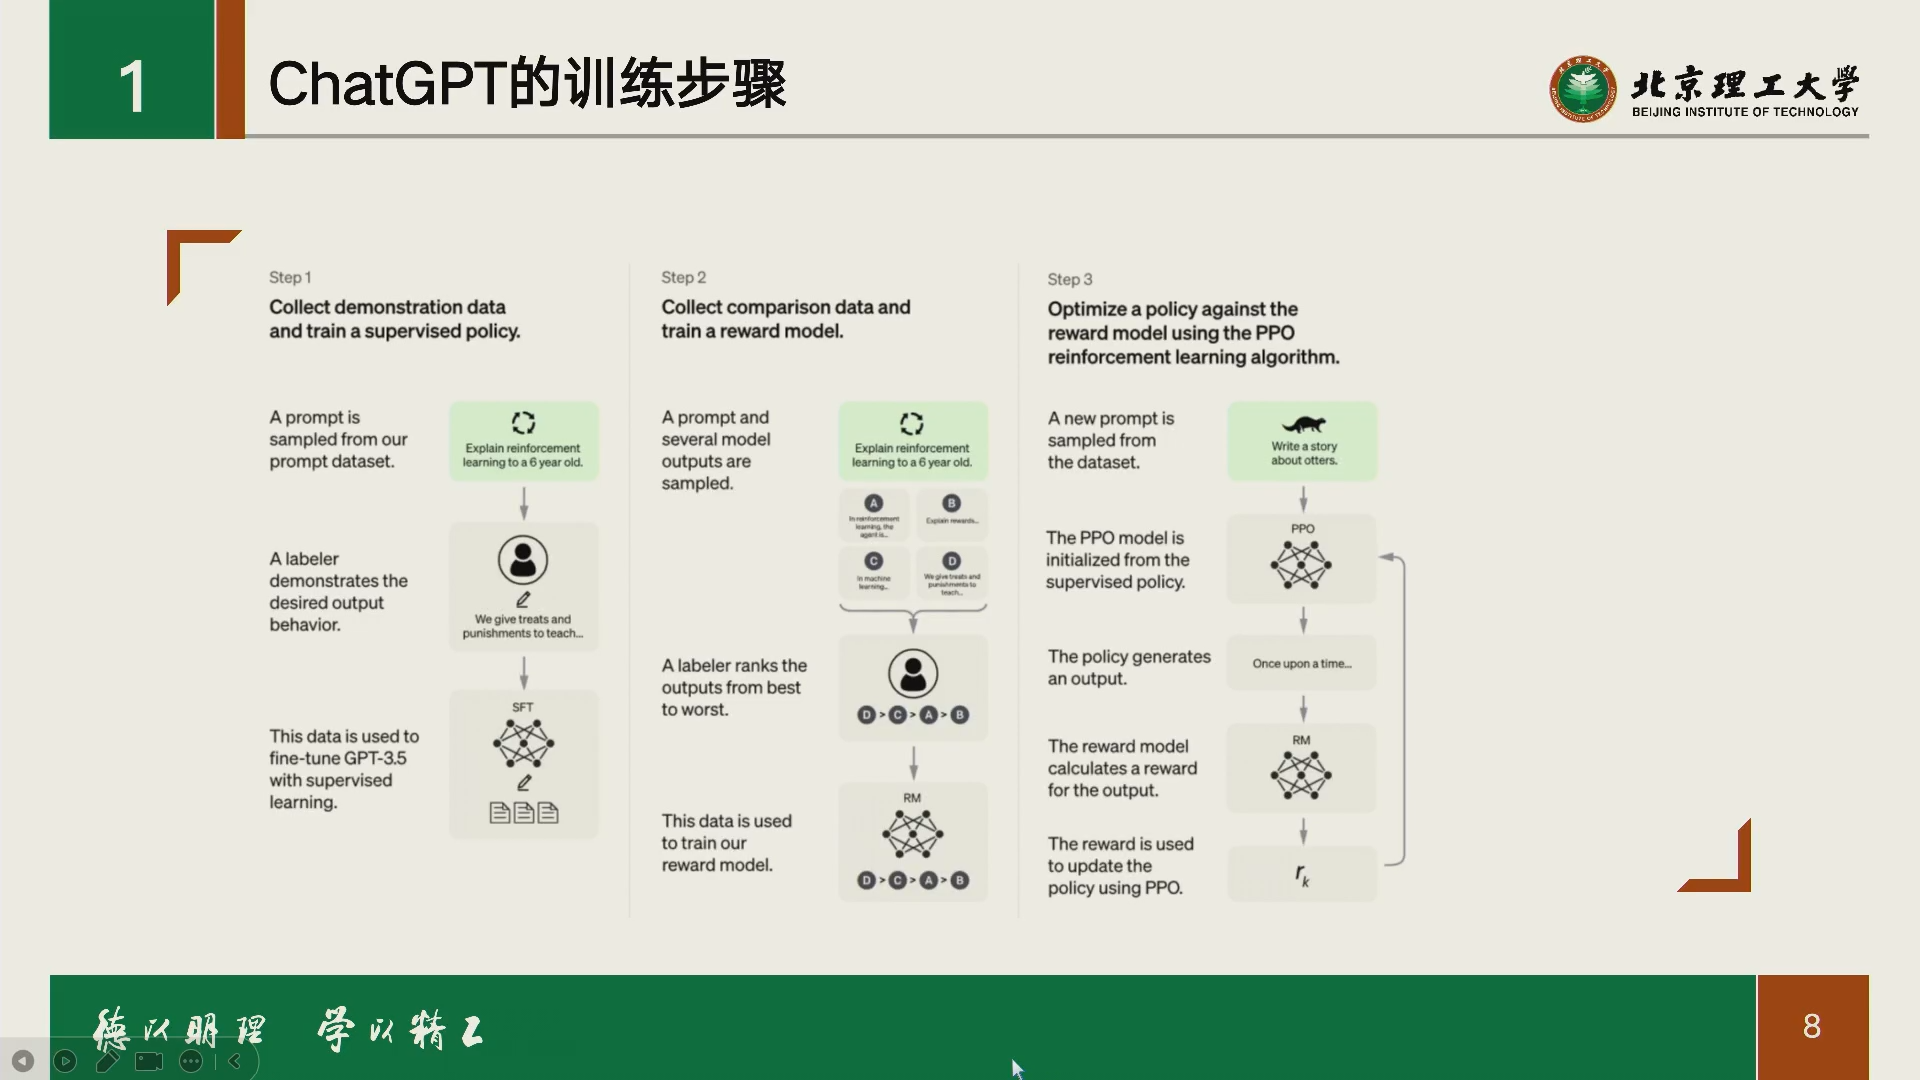 1
ChatGPT的训练步骤
北京理工大学
BEIJING INSTITUTE OF TECHNOLOGY
Step 1
Collect demonstration data
and train a supervised policy.
A prompt is
sampled from our
prompt dataset.
Explain reinforcement
learning to a 6 year old.
A labeler
demonstrates the
desired output
behavior.
We give treats and
punishments to teach...
This data is used to
fine-tune GPT-3.5
with supervised
learning.
SFT
Step 2
Collect comparison data and
train a reward model.
A prompt and
several model
outputs are
sampled.
Explain reinforcement
learning to a 6 year old.
A
In reinforcement
learning, the
agent is...
B
Explain rewards...
C
In machine
learning...
D
We give treats and
punishments to
teach...
A labeler ranks the
outputs from best
to worst.
D > C > A > B
This data is used
to train our
reward model.
RM
D > C > A > B
Step 3
Optimize a policy against the
reward model using the PPO
reinforcement learning algorithm.
A new prompt is
sampled from
the dataset.
Write a story
about otters.
The PPO model is
initialized from the
supervised policy.
PPO
The policy generates
an output.
Once upon a time...
The reward model
calculates a reward
for the output.
RM
The reward is used
to update the
policy using PPO.
rk
德以明理 学以精工
8